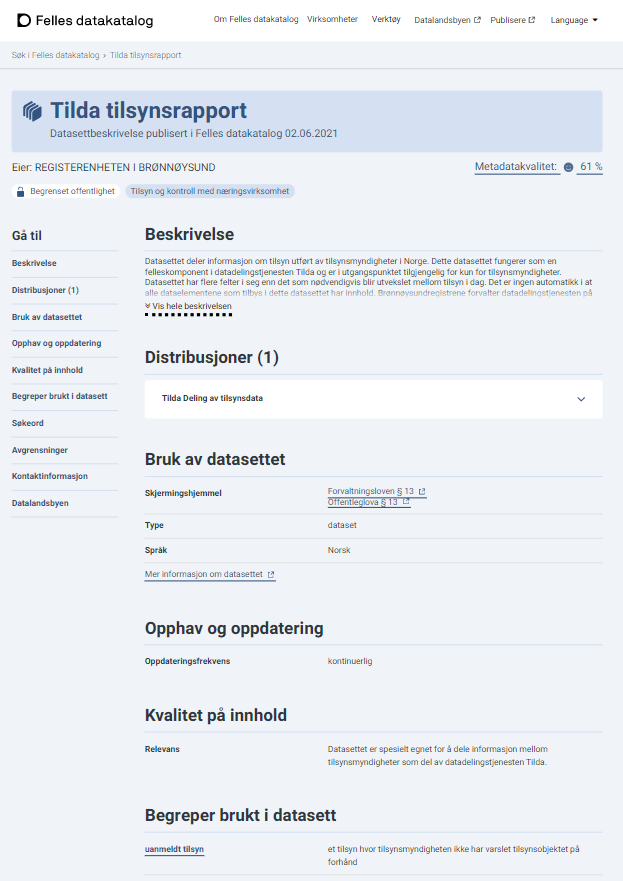 Felles datakatalog
Om Felles datakatalog Virksomheter Verktøy Datalandsbyen Publisere Language
Søk i Felles datakatalog › Tilda tilsynsrapport
Tilda tilsynsrapport
Datasettbeskrivelse publisert i Felles datakatalog 02.06.2021
Eier: REGISTERENHETEN I BRØNNØYSUND
Metadatakvalitet: 61 %
Begrenset offentlighet
Tilsyn og kontroll med næringsvirksomhet
Gå til
Beskrivelse
Distribusjoner (1)
Bruk av datasettet
Opphav og oppdatering
Kvalitet på innhold
Begreper brukt i datasett
Søkeord
Avgrensninger
Kontaktinformasjon
Datalandsbyen
Beskrivelse
Datasettet deler informasjon om tilsyn utført av tilsynsmyndigheter i Norge. Dette datasettet fungerer som en
felleskomponent i datadelingstjenesten Tilda og er i utgangspunktet tilgjengelig for kun for tilsynsmyndigheter.
Datasettet har flere felter i seg enn det som nødvendigvis blir utvekslet mellom tilsyn i dag. Det er ingen automatikk i at
alle dataelementene som tilbys i dette datasettet har innhold. Brønnøysundregistrene forvalter datadelingstjenesten på
Vis hele beskrivelsen
Distribusjoner (1)
Tilda Deling av tilsynsdata
Bruk av datasettet
Skjermingshjemmel
Forvaltningsloven § 13
Offentleglova § 13
Type
dataset
Språk
Norsk
Mer informasjon om datasettet
Opphav og oppdatering
Oppdateringsfrekvens
kontinuerlig
Kvalitet på innhold
Relevans
Datasettet er spesielt egnet for å dele informasjon mellom
tilsynsmyndigheter som del av datadelingstjenesten Tilda.
Begreper brukt i datasett
uanmeldt tilsyn
et tilsyn hvor tilsynsmyndigheten ikke har varslet tilsynsobjektet på
forhånd